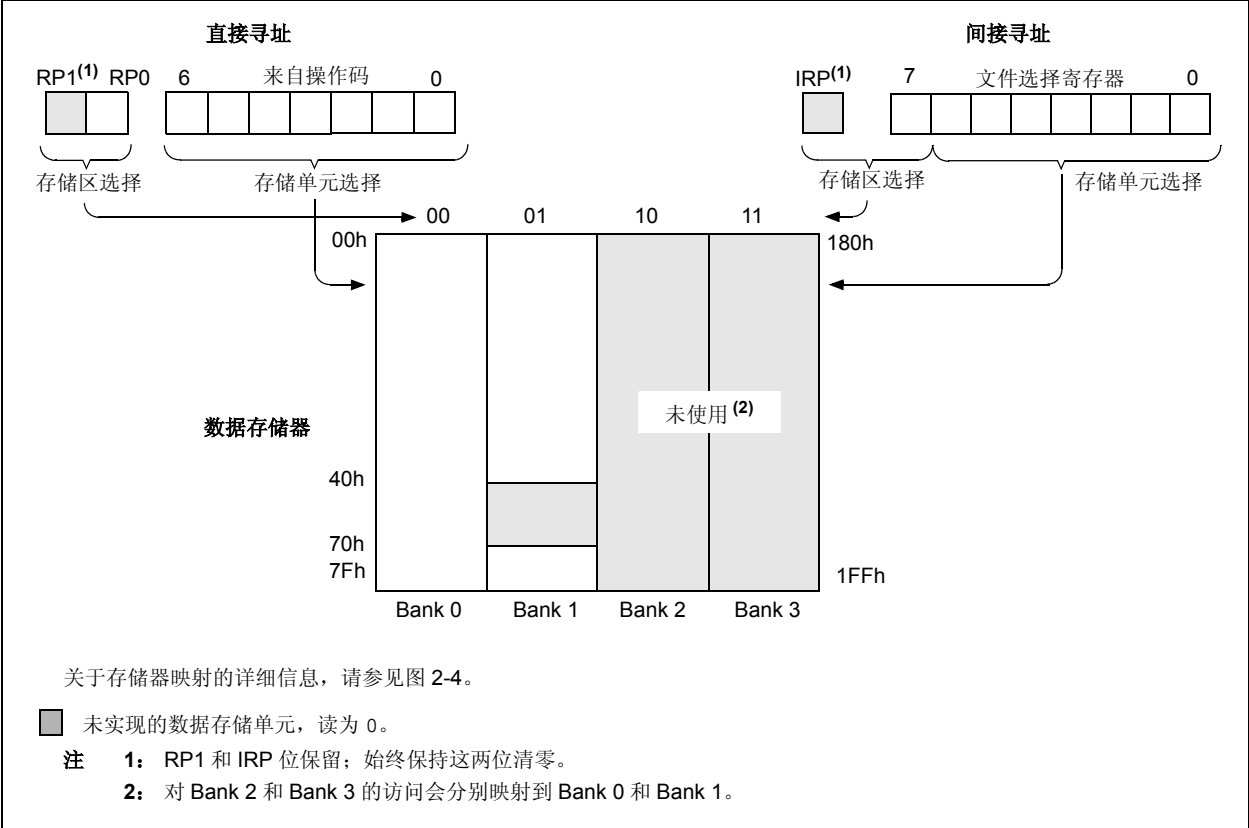 直接寻址 间接寻址
RP1(1) RP0 6 来自操作码 0 IRP(1) 7 文件选择寄存器 0
存储区选择 存储单元选择 存储区选择 存储单元选择
00 01 10 11
00h 180h
未使用 (2)
数据存储器
40h
70h
7Fh 1FFh
Bank 0 Bank 1 Bank 2 Bank 3
关于存储器映射的详细信息，请参见图 2-4。
未实现的数据存储单元，读为 0。
注 1： RP1 和 IRP 位保留；始终保持这两位清零。
2： 对 Bank 2 和 Bank 3 的访问会分别映射到 Bank 0 和 Bank 1。